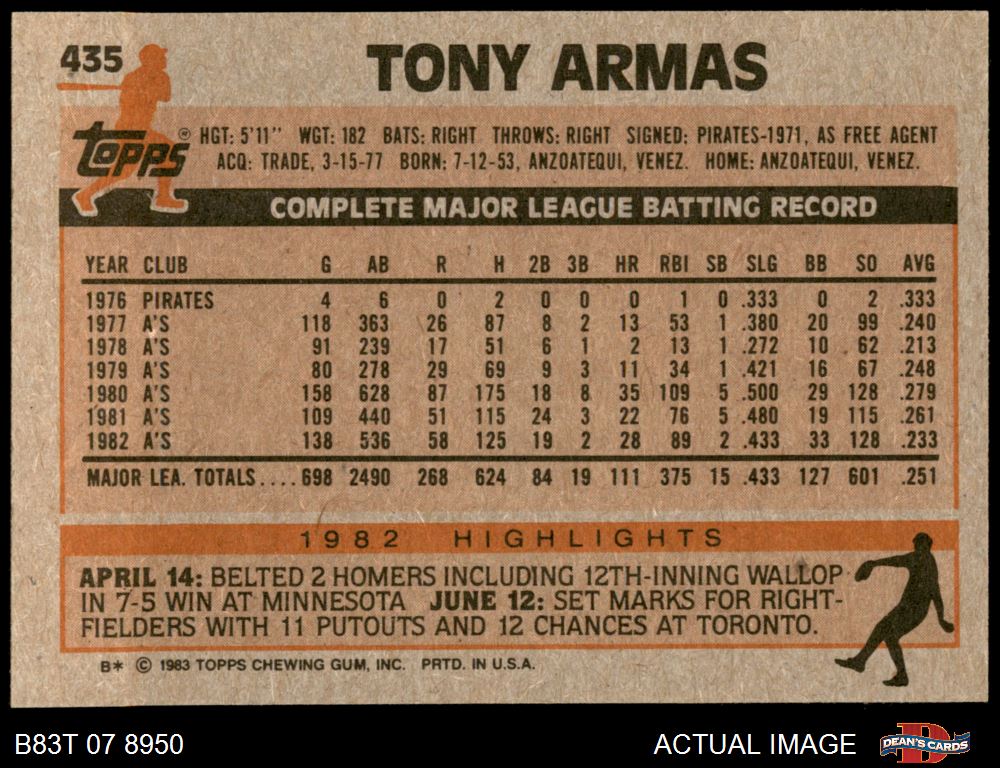 435
TONY ARMAS
Topps® HGT: 5'11" WGT: 182 BATS: RIGHT THROWS: RIGHT SIGNED: PIRATES-1971, AS FREE AGENT
ACQ: TRADE, 3-15-77 BORN: 7-12-53, ANZOATEQUI, VENEZ. HOME: ANZOATEQUI, VENEZ.
COMPLETE MAJOR LEAGUE BATTING RECORD
YEAR CLUB G AB R H 2B 3B HR RBI SB SLG BB SO AVG
1976 PIRATES 4 6 0 2 0 0 0 1 0 .333 0 2 .333
1977 A'S 118 363 26 87 8 2 13 53 1 .380 20 99 .240
1978 A'S 91 239 17 51 6 1 2 13 1 .272 10 62 .213
1979 A'S 80 278 29 69 9 3 11 34 1 .421 16 67 .248
1980 A'S 158 628 87 175 18 8 35 109 5 .500 29 128 .279
1981 A'S 109 440 51 115 24 3 22 76 5 .480 19 115 .261
1982 A'S 138 536 58 125 19 2 28 89 2 .433 33 128 .233
MAJOR LEA. TOTALS.... 698 2490 268 624 84 19 111 375 15 .433 127 601 .251
1982 HIGHLIGHTS
APRIL 14: BELTED 2 HOMERS INCLUDING 12TH-INNING WALLOP
IN 7-5 WIN AT MINNESOTA JUNE 12: SET MARKS FOR RIGHT-
FIELDERS WITH 11 PUTOUTS AND 12 CHANCES AT TORONTO.
B* © 1983 TOPPS CHEWING GUM, INC. PRTD. IN U.S.A.
B83T 07 8950
ACTUAL IMAGE
DEAN'S CARDS